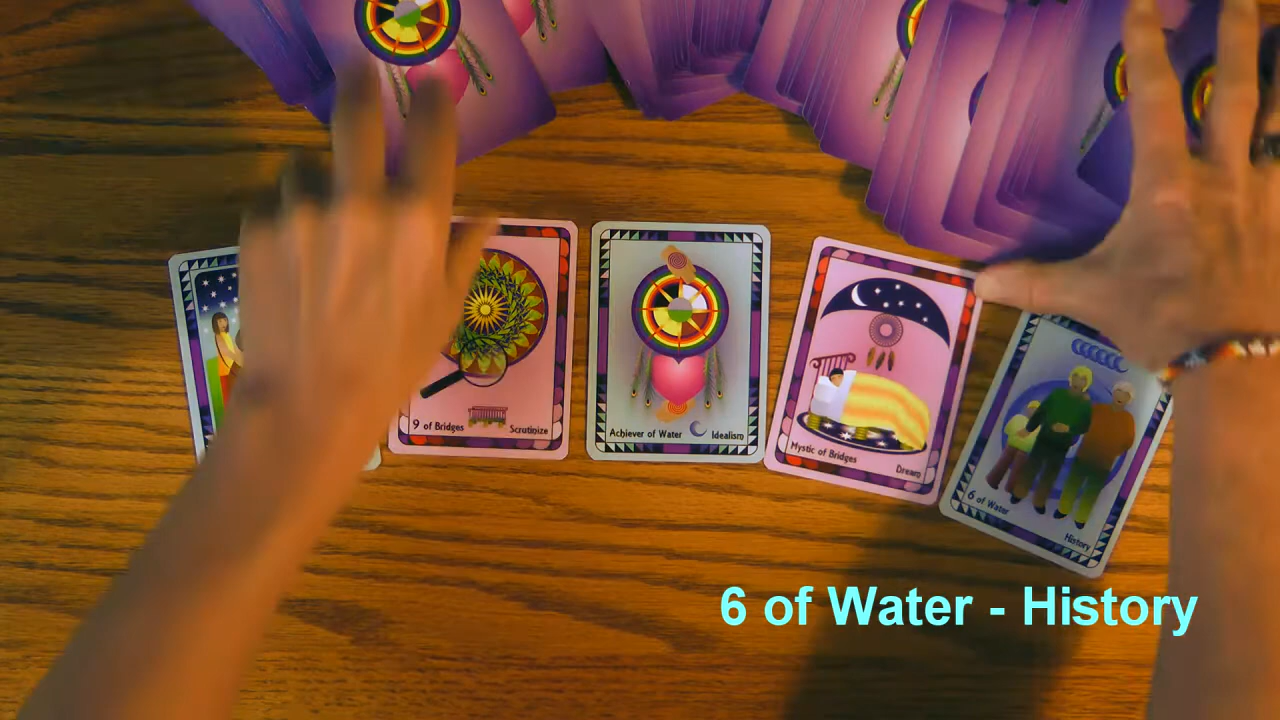 9 of Bridges Scrutinize
Achiever of Water Idealism
Mystic of Bridges Dream
6 of Water History
6 of Water - History